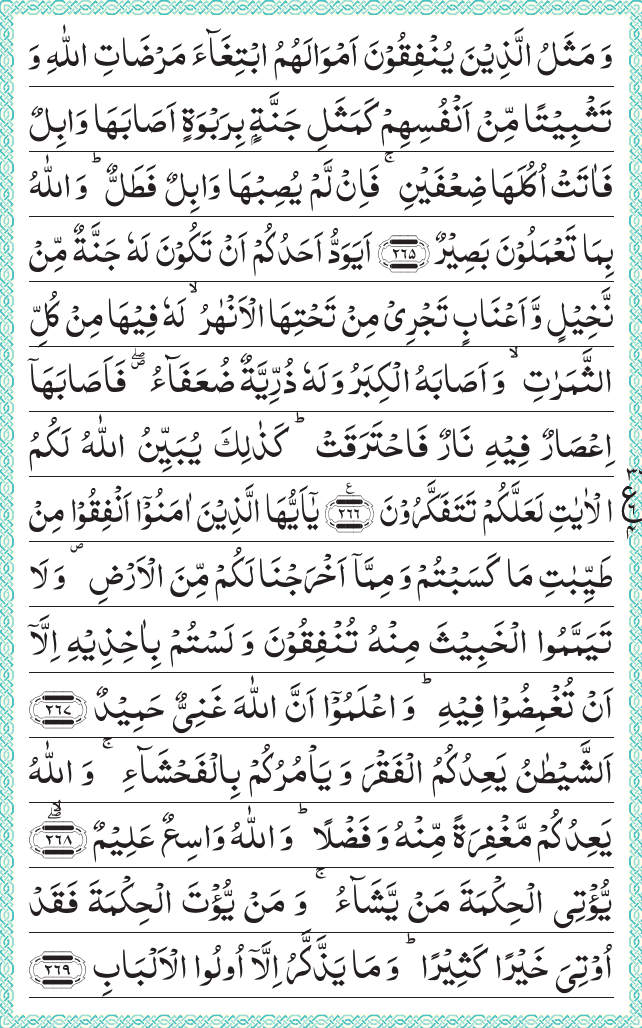 وَ مَثَلُ الَّذِیْنَ یُنْفِقُوْنَ اَمْوَالَهُمُ ابْتِغَآءَ مَرْضَاتِ اللّٰهِ وَ
تَثْبِیْتًا مِّنْ اَنْفُسِهِمْ كَمَثَلِ جَنَّةٍۭ بِرَبْوَةٍ اَصَابَهَا وَابِلٌ
فَاٰتَتْ اُكُلَهَا ضِعْفَیْنِ ۚ فَاِنْ لَّمْ یُصِبْهَا وَابِلٌ فَطَلٌّ ؕ وَ اللّٰهُ
بِمَا تَعْمَلُوْنَ بَصِیْرٌ ﴿۲۶۵﴾ اَیَوَدُّ اَحَدُكُمْ اَنْ تَكُوْنَ لَهٗ جَنَّةٌ مِّنْ
نَّخِیْلٍ وَّ اَعْنَابٍ تَجْرِیْ مِنْ تَحْتِهَا الْاَنْهٰرُ ۙ لَهٗ فِیْهَا مِنْ كُلِّ
الثَّمَرٰتِ ۙ وَ اَصَابَهُ الْكِبَرُ وَ لَهٗ ذُرِّیَّةٌ ضُعَفَآءُ ۪ۖ فَاَصَابَهَاۤ
اِعْصَارٌ فِیْهِ نَارٌ فَاحْتَرَقَتْ ؕ كَذٰلِكَ یُبَیِّنُ اللّٰهُ لَكُمُ
الْاٰیٰتِ لَعَلَّكُمْ تَتَفَكَّرُوْنَ ﴿۲۶۶﴾ یٰۤاَیُّهَا الَّذِیْنَ اٰمَنُوْۤا اَنْفِقُوْا مِنْ
طَیِّبٰتِ مَا كَسَبْتُمْ وَ مِمَّاۤ اَخْرَجْنَا لَكُمْ مِّنَ الْاَرْضِ ۪ وَ لَا
تَیَمَّمُوا الْخَبِیْثَ مِنْهُ تُنْفِقُوْنَ وَ لَسْتُمْ بِاٰخِذِیْهِ اِلَّاۤ
اَنْ تُغْمِضُوْا فِیْهِ ؕ وَ اعْلَمُوْۤا اَنَّ اللّٰهَ غَنِیٌّ حَمِیْدٌ ﴿۲۶۷﴾
اَلشَّیْطٰنُ یَعِدُكُمُ الْفَقْرَ وَ یَاْمُرُكُمْ بِالْفَحْشَآءِ ۚ وَ اللّٰهُ
یَعِدُكُمْ مَّغْفِرَةً مِّنْهُ وَ فَضْلًا ؕ وَ اللّٰهُ وَاسِعٌ عَلِیْمٌ ﴿۲۶۸﴾
یُّؤْتِی الْحِكْمَةَ مَنْ یَّشَآءُ ۚ وَ مَنْ یُّؤْتَ الْحِكْمَةَ فَقَدْ
اُوْتِیَ خَیْرًا كَثِیْرًا ؕ وَ مَا یَذَّكَّرُ اِلَّاۤ اُولُوا الْاَلْبَابِ ﴿۲۶۹﴾